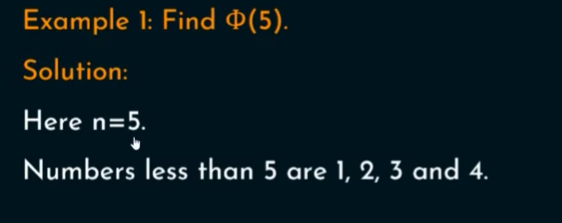 Example 1: Find Φ(5).
Solution:
Here n=5.
Numbers less than 5 are 1, 2, 3 and 4.